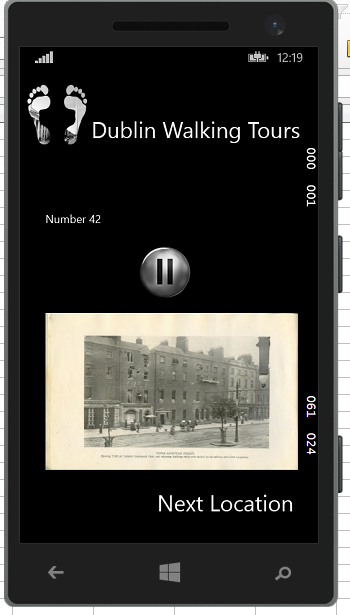 12:19
Dublin Walking Tours
000 001
Number 42
061 024
Next Location